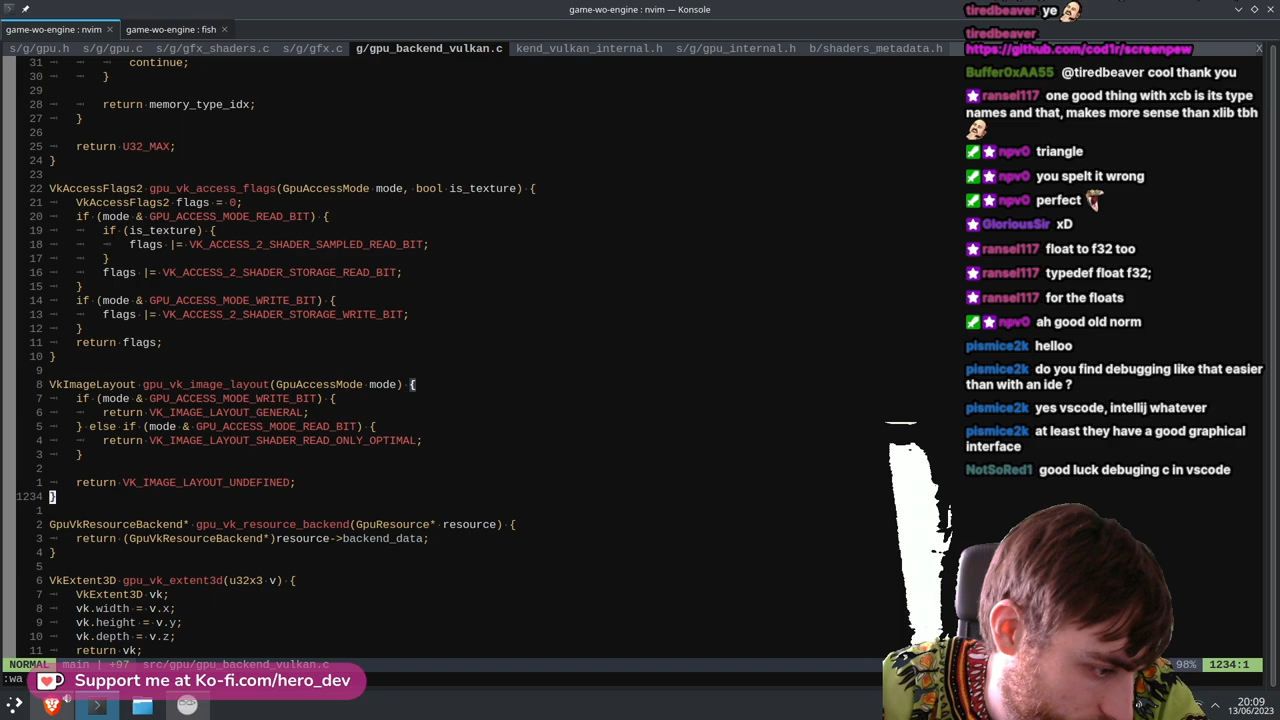 game-wo-engine : nvim — Konsole
game-wo-engine : nvim
game-wo-engine : fish
s/g/gpu.h s/g/gpu.c s/g/gfx_shaders.c .c g/gpu_backend_vulkan.c ken_vulkan_internal.h s/g/gpu_internal.h b/shaders_metadata.h X
31 continue;
30 }
29
28 return memory_type_idx;
27 }
26
25 return U32_MAX;
24 }
23
22 VkAccessFlags2 gpu_vk_access_flags(GpuAccessMode mode, bool is_texture) {
21 VkAccessFlags2 flags = 0;
20 if (mode & GPU_ACCESS_MODE_READ_BIT) {
19 if (is_texture) {
18 flags |= VK_ACCESS_2_SHADER_SAMPLED_READ_BIT;
17 }
16 flags |= VK_ACCESS_2_SHADER_STORAGE_READ_BIT;
15 }
14 if (mode & GPU_ACCESS_MODE_WRITE_BIT) {
13 flags |= VK_ACCESS_2_SHADER_STORAGE_WRITE_BIT;
12 }
11 return flags;
10 }
9
8 VkImageLayout gpu_vk_image_layout(GpuAccessMode mode) {
7 if (mode & GPU_ACCESS_MODE_WRITE_BIT) {
6 return VK_IMAGE_LAYOUT_GENERAL;
5 } else if (mode & GPU_ACCESS_MODE_READ_BIT) {
4 return VK_IMAGE_LAYOUT_SHADER_READ_ONLY_OPTIMAL;
3 }
2
1 return VK_IMAGE_LAYOUT_UNDEFINED;
1234 }
1
2 GpuVkResourceBackend* gpu_vk_resource_backend(GpuResource* resource) {
3 return (GpuVkResourceBackend*)resource->backend_data;
4 }
5
6 VkExtent3D gpu_vk_extent3d(u32x3 v) {
7 VkExtent3D vk;
8 vk.width = v.x;
9 vk.height = v.y;
10 vk.depth = v.z;
11 return vk;
NORMAL main | +97 src/gpu/gpu_backend_vulkan.c 98% 1234:1
:wa
Support me at Ko-fi.com/hero_dev
20:09
13/06/2023
tiredbeaver ye
tiredbeaver
https://github.com/cod1r/screenpew
Buffer0xAA55 @tiredbeaver cool thank you
ransel117 one good thing with xcb is its type
names and that, makes more sense than xlib tbh
npv0 triangle
npv0 you spelt it wrong
npv0 perfect
GloriousSir xD
ransel117 float to f32 too
ransel117 typedef float f32;
ransel117 for the floats
npv0 ah good old norm
pismice2k helloo
pismice2k do you find debugging like that easier
than with an ide ?
pismice2k yes vscode, intellij whatever
pismice2k at least they have a good graphical
interface
NotSoRed1 good luck debuging c in vscode